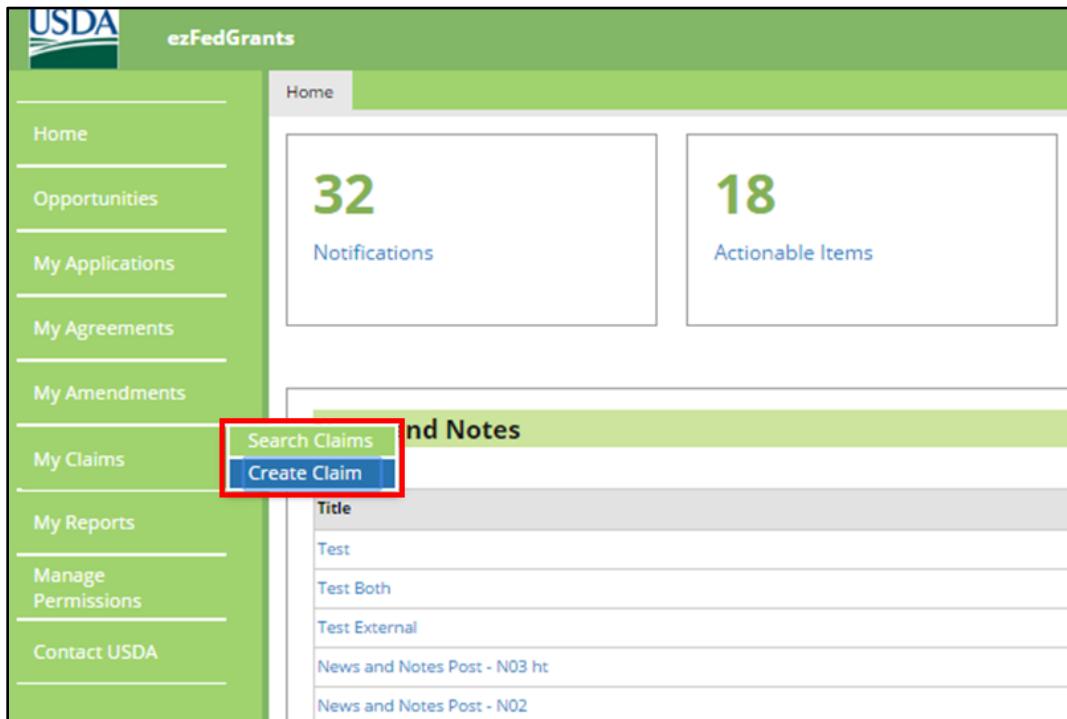 USDA
ezFedGrants
Home
Home
Opportunities
My Applications
My Agreements
My Amendments
My Claims
My Reports
Manage
Permissions
Contact USDA
Search Claims
Create Claim
32
Notifications
18
Actionable Items
nd Notes
Title
Test
Test Both
Test External
News and Notes Post - N03 ht
News and Notes Post - N02